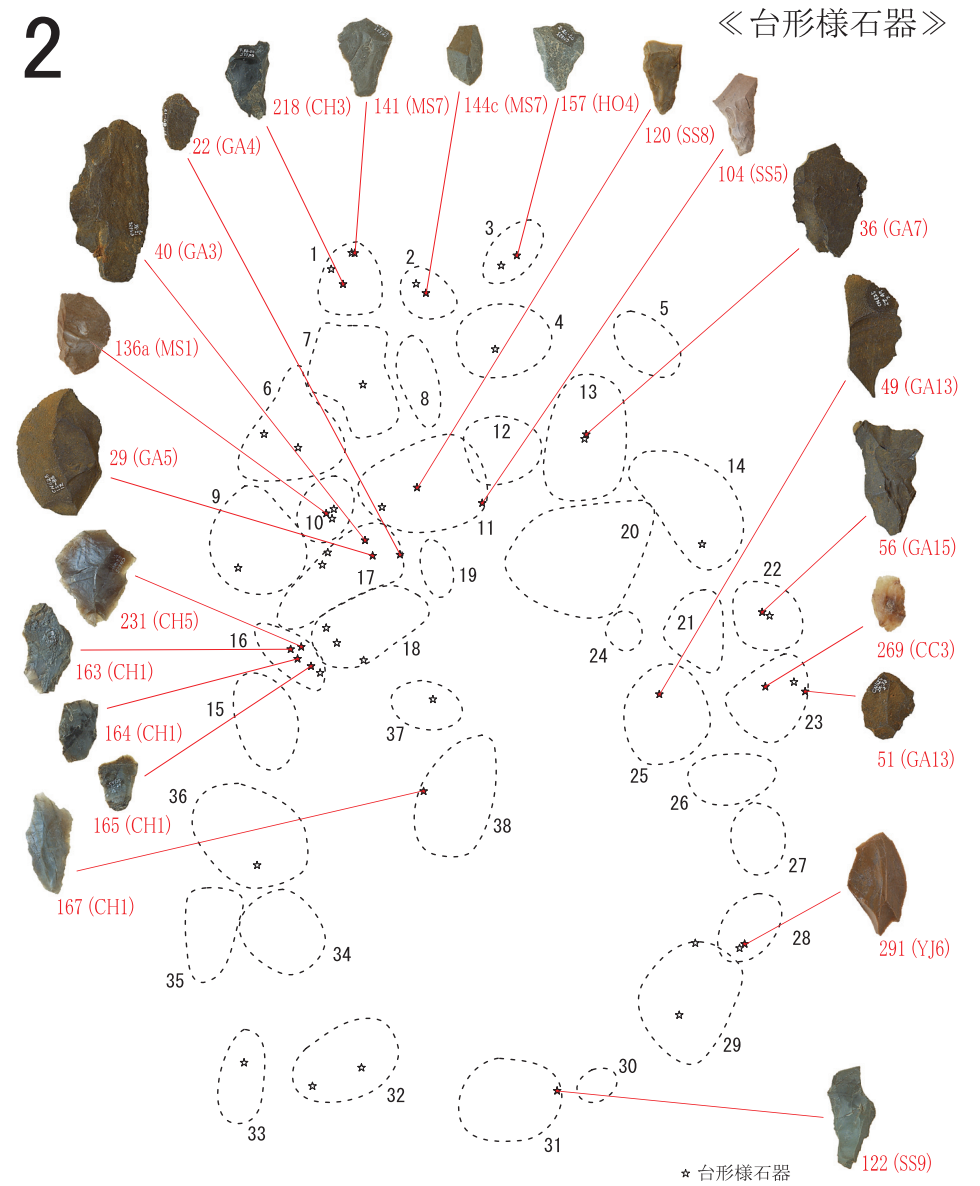 2
≪台形様石器≫
218 (CH3)
141 (MS7)
144c (MS7)
157 (HO4)
120 (SS8)
104 (SS5)
22 (GA4)
40 (GA3)
36 (GA7)
136a (MS1)
49 (GA13)
29 (GA5)
56 (GA15)
231 (CH5)
269 (CC3)
163 (CH1)
164 (CH1)
51 (GA13)
165 (CH1)
167 (CH1)
291 (YJ6)
122 (SS9)
1
2
3
4
5
6
7
8
9
10
11
12
13
14
15
16
17
18
19
20
21
22
23
24
25
26
27
28
29
30
31
32
33
34
35
36
37
38
☆ 台形様石器